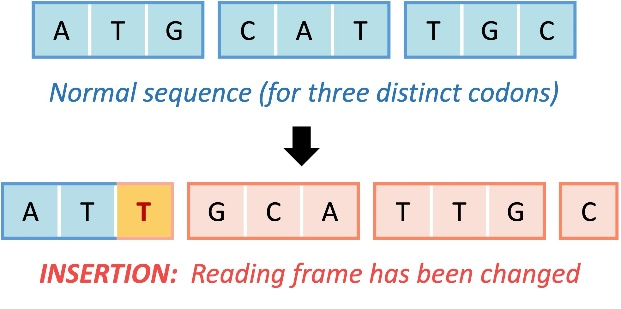 A T G C A T T G C
Normal sequence (for three distinct codons)
A T T G C A T T G C
INSERTION: Reading frame has been changed